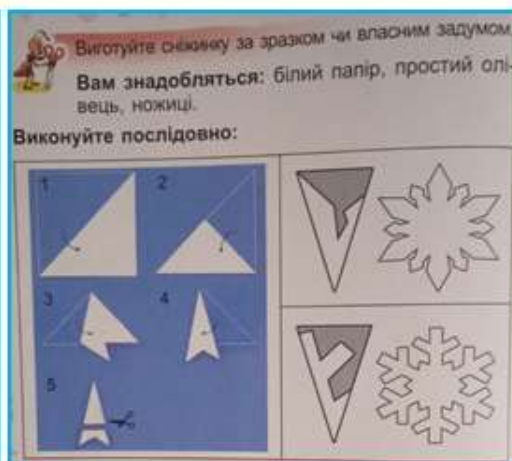 Виготуйте сніжинку за зразком чи власним задумом.
Вам знадобляться: білий папір, простий олі-
вець, ножиці.
Виконуйте послідовно:
1
2
3
4
5